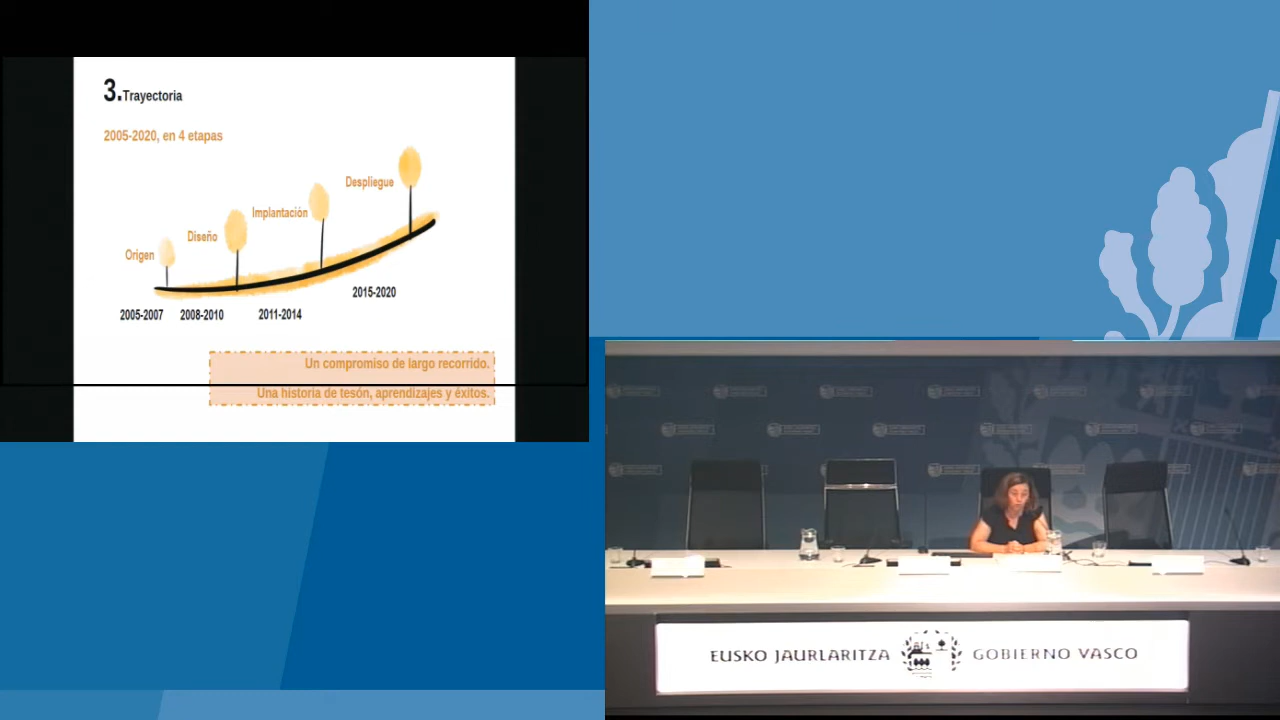 3.Trayectoria
2005-2020, en 4 etapas
Despliegue
Implantación
Diseño
Origen
2015-2020
2005-2007 2008-2010 2011-2014
Un compromiso de largo recorrido.
Una historia de tesón, aprendizajes y éxitos.
EUSKO JAURLARITZA GOBIERNO VASCO